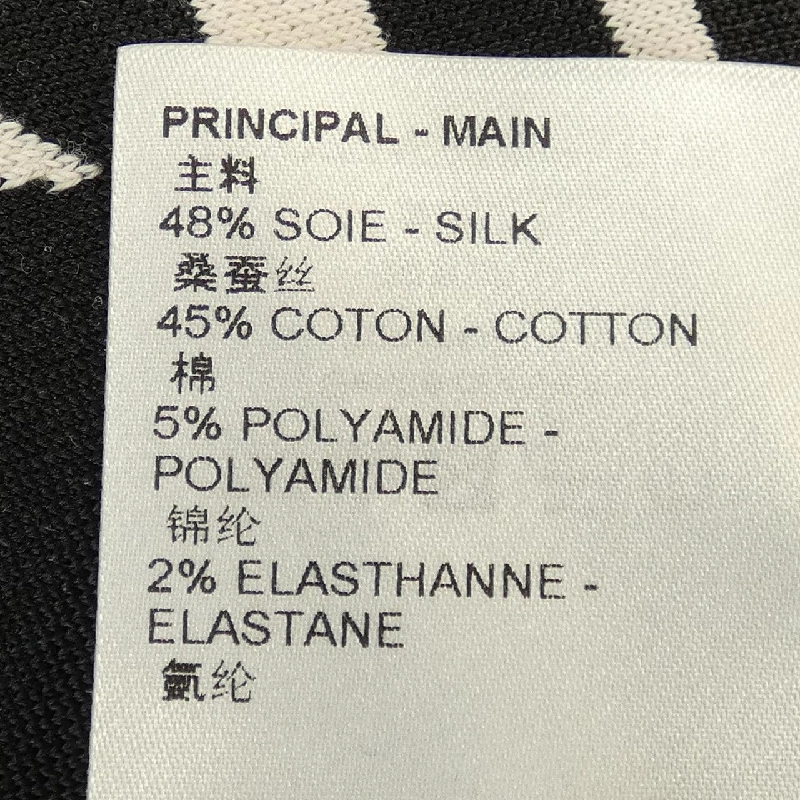 PRINCIPAL - MAIN
主料
48% SOIE - SILK
桑蚕丝
45% COTON - COTTON
棉
5% POLYAMIDE -
POLYAMIDE
锦纶
2% ELASTHANNE -
ELASTANE
氨纶